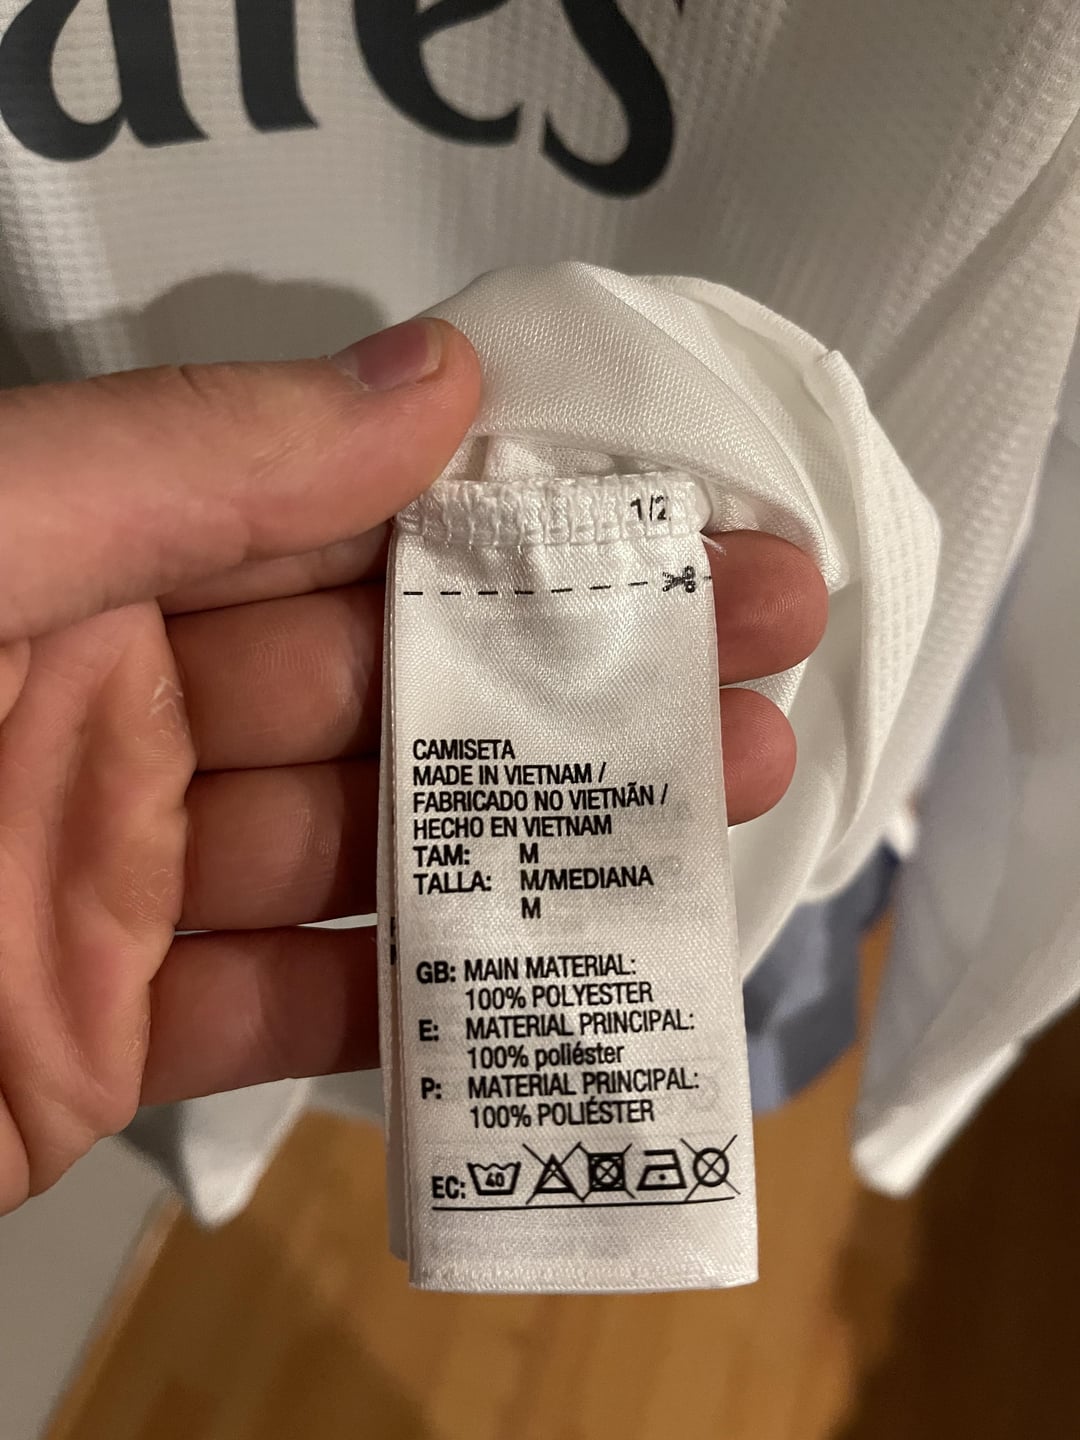 ates
1/2
CAMISETA
MADE IN VIETNAM /
FABRICADO NO VIETNÃN /
HECHO EN VIETNAM
TAM: M
TALLA: M/MEDIANA
M
GB: MAIN MATERIAL:
100% POLYESTER
E: MATERIAL PRINCIPAL:
100% poliéster
P: MATERIAL PRINCIPAL:
100% POLIÉSTER
EC: 40